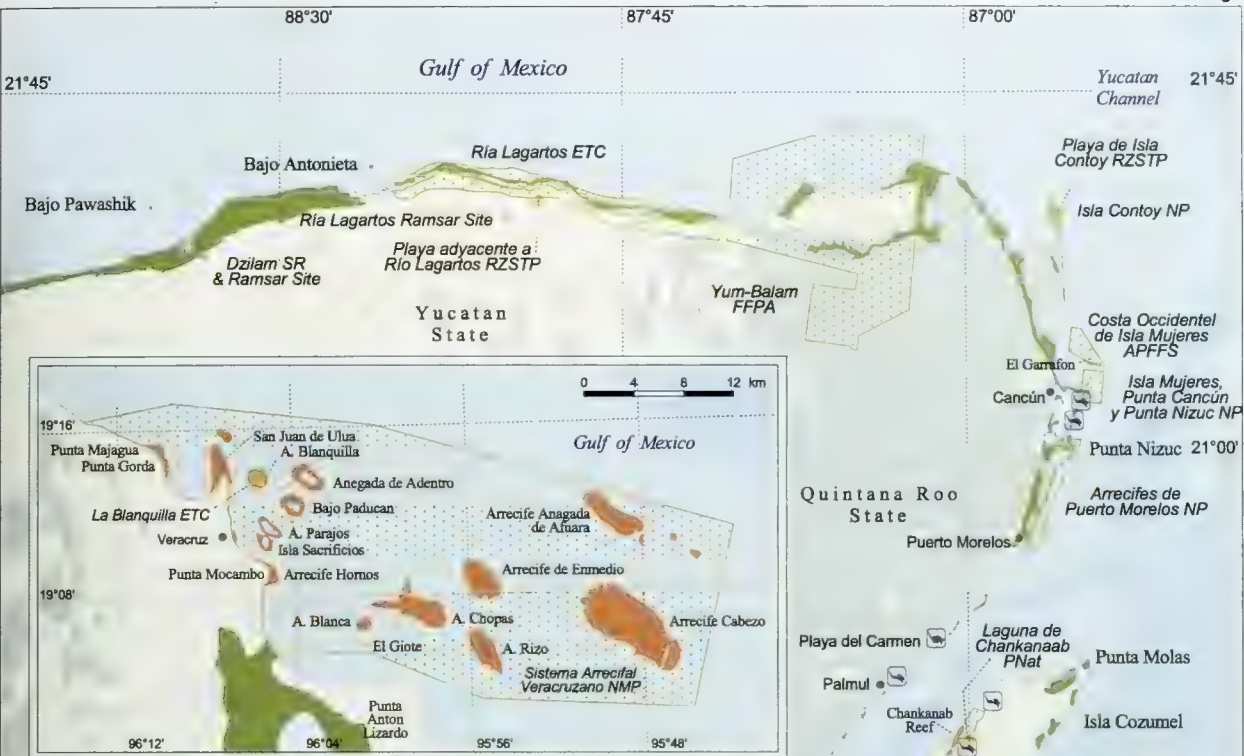 88°30'
87°45'
87°00'
Gulf of Mexico
21°45'
Yucatan
Channel
21°45'
Playa de Isla
Contoy RZSTP
Ría Lagartos ETC
Bajo Antonieta
Bajo Pawashik
Isla Contoy NP
Ría Lagartos Ramsar Site
Playa adyacente a
Río Lagartos RZSTP
Dzilam SR
& Ramsar Site
Yum-Balam
FFPA
Yucatan
State
Costa Occidentel
de Isla Mujeres
APFFS
El Garrafon
Cancún
Isla Mujeres,
Punta Cancún
y Punta Nizuc NP
Punta Nizuc
21°00'
Quintana Roo
State
Arrecifes de
Puerto Morelos NP
Puerto Morelos
Playa del Carmen
Laguna de
Chankanaab
PNat
Punta Molas
Palmul
Chankanab
Reef
Isla Cozumel
0 4 8 12 km
19°16'
Gulf of Mexico
San Juan de Ulua
A. Blanquilla
Punta Majagua
Punta Gorda
Anegada de Adentro
La Blanquilla ETC
Bajo Paducan
Arrecife Anagada
de Afuara
Veracruz
A. Parajos
Isla Sacrificios
Punta Mocambo
Arrecife Hornos
Arrecife de Enmedio
19°08'
A. Blanca
A. Chopas
Arrecife Cabezo
El Giote
A. Rizo
Sistema Arrecifal
Veracruzano NMP
Punta
Anton
Lizardo
96°12'
96°04'
95°56'
95°48'